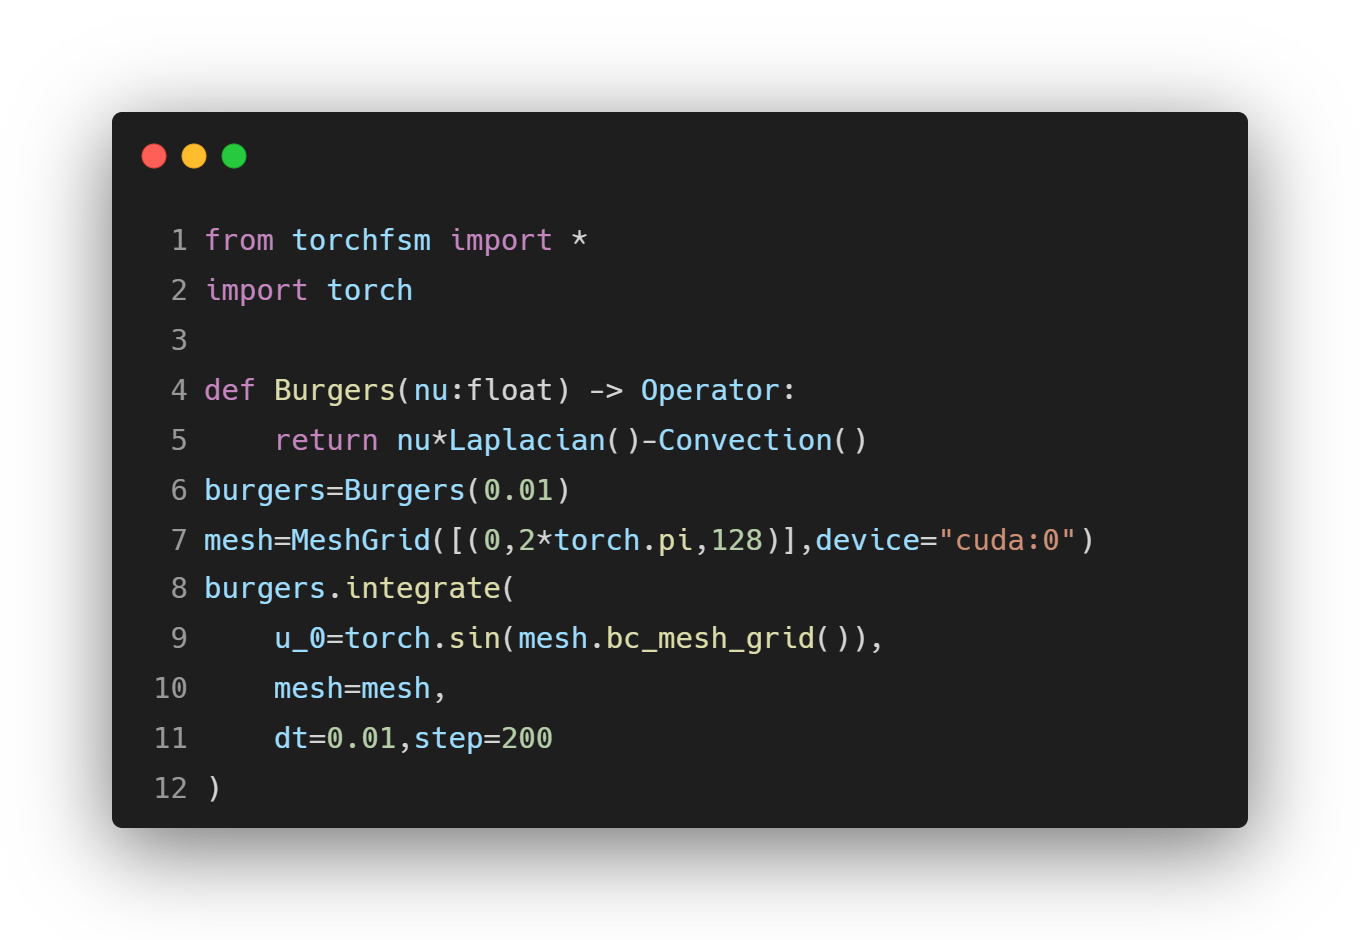 1 from torchfsm import *
2 import torch
3
4 def Burgers(nu:float) -> Operator:
5     return nu*Laplacian()-Convection()
6 burgers=Burgers(0.01)
7 mesh=MeshGrid([(0,2*torch.pi,128)],device="cuda:0")
8 burgers.integrate(
9     u_0=torch.sin(mesh.bc_mesh_grid()),
10     mesh=mesh,
11     dt=0.01,step=200
12 )